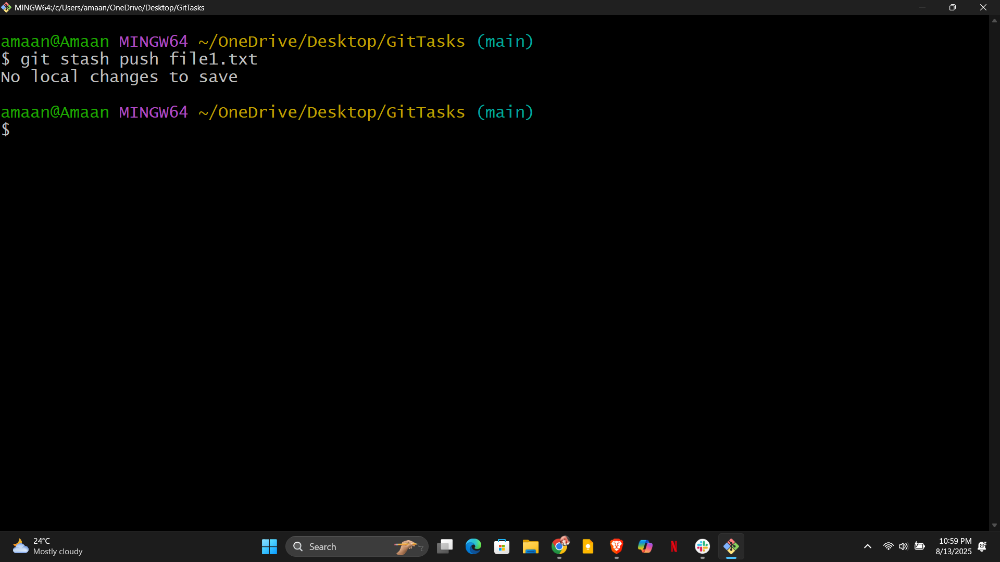 MINGW64:/c/Users/amaan/OneDrive/Desktop/GitTasks
amaan@Amaan MINGW64 ~/OneDrive/Desktop/GitTasks (main)
$ git stash push file1.txt
No local changes to save
amaan@Amaan MINGW64 ~/OneDrive/Desktop/GitTasks (main)
$
24°C
Mostly cloudy
Search
10:59 PM
8/13/2025